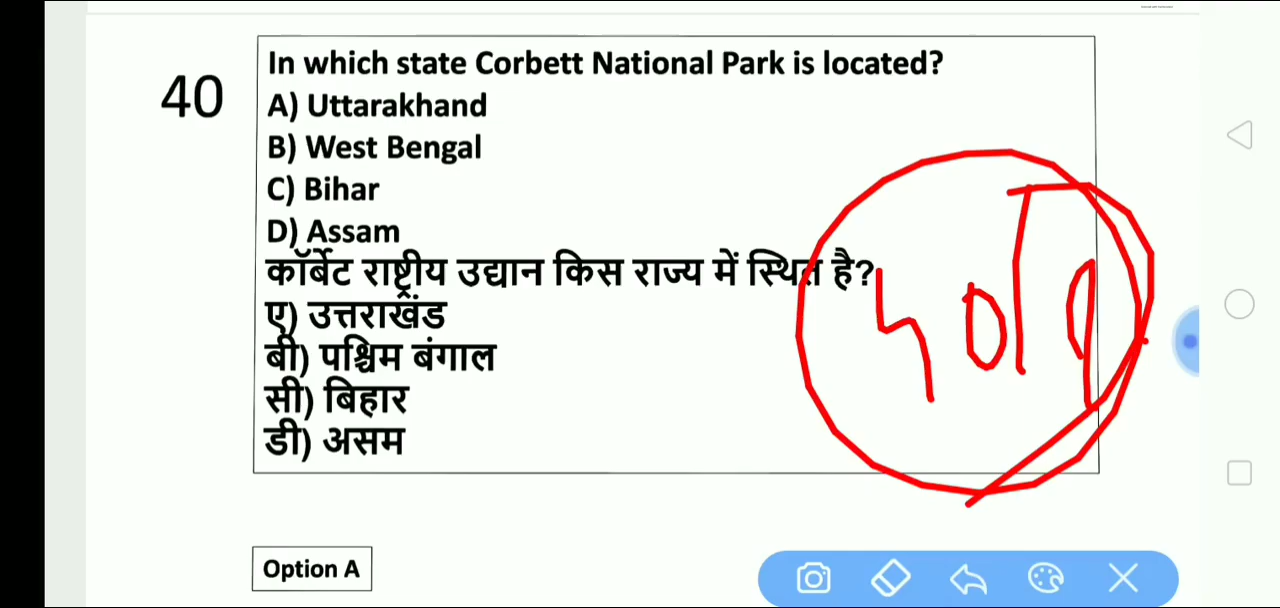 40
In which state Corbett National Park is located?
A) Uttarakhand
B) West Bengal
C) Bihar
D) Assam
कॉर्बेट राष्ट्रीय उद्यान किस राज्य में स्थित है?
ए) उत्तराखंड
बी) पश्चिम बंगाल
सी) बिहार
डी) असम
Option A